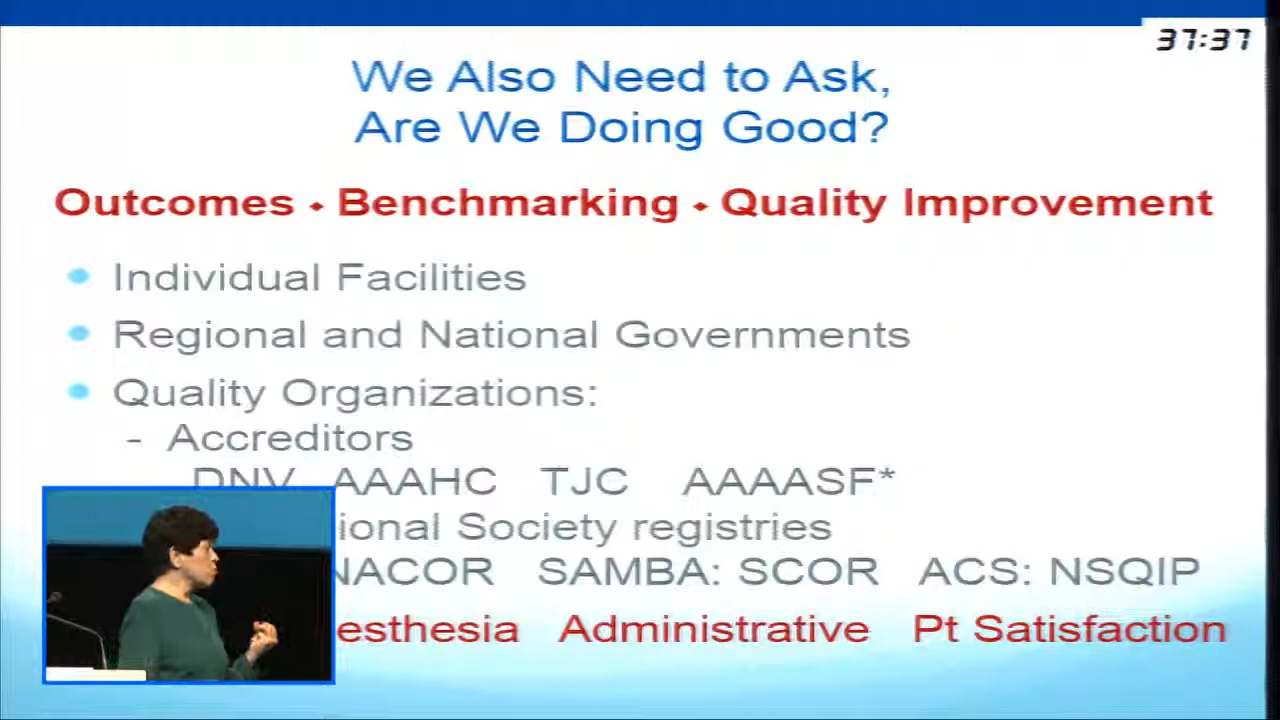 37:37
We Also Need to Ask,
Are We Doing Good?
Outcomes • Benchmarking • Quality Improvement
Individual Facilities
Regional and National Governments
Quality Organizations:
- Accreditors
DNV AAAHC TJC AAAASF*
ional Society registries
NACOR SAMBA: SCOR ACS: NSQIP
esthesia Administrative Pt Satisfaction